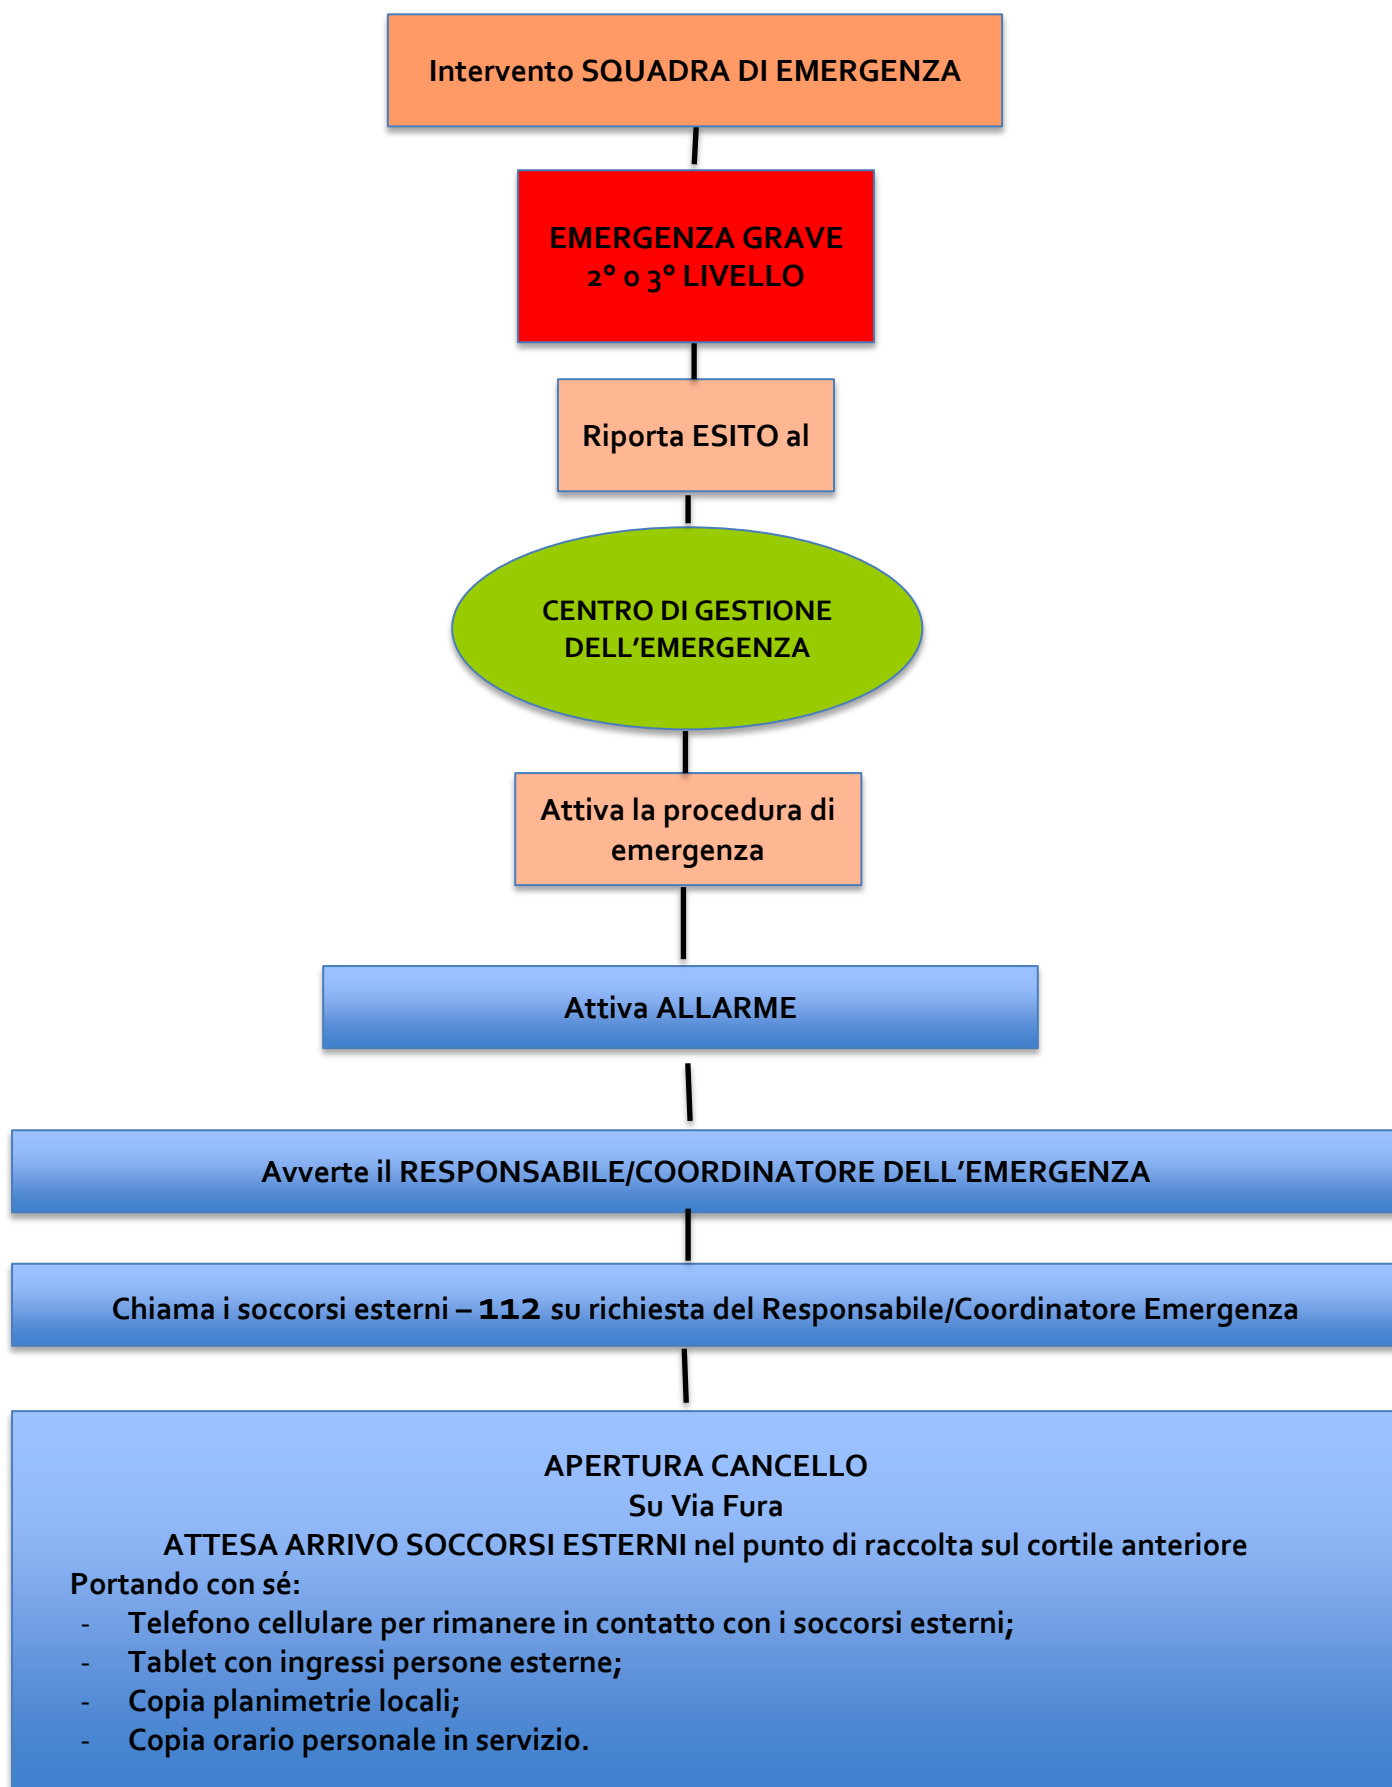 Intervento SQUADRA DI EMERGENZA
EMERGENZA GRAVE
2° o 3° LIVELLO
Riporta ESITO al
CENTRO DI GESTIONE
DELL’EMERGENZA
Attiva la procedura di
emergenza
Attiva ALLARME
Avverte il RESPONSABILE/COORDINATORE DELL’EMERGENZA
Chiama i soccorsi esterni – 112 su richiesta del Responsabile/Coordinatore Emergenza
APERTURA CANCELLO
Su Via Fura
ATTESA ARRIVO SOCCORSI ESTERNI nel punto di raccolta sul cortile anteriore
Portando con sé:
- Telefono cellulare per rimanere in contatto con i soccorsi esterni;
- Tablet con ingressi persone esterne;
- Copia planimetrie locali;
- Copia orario personale in servizio.